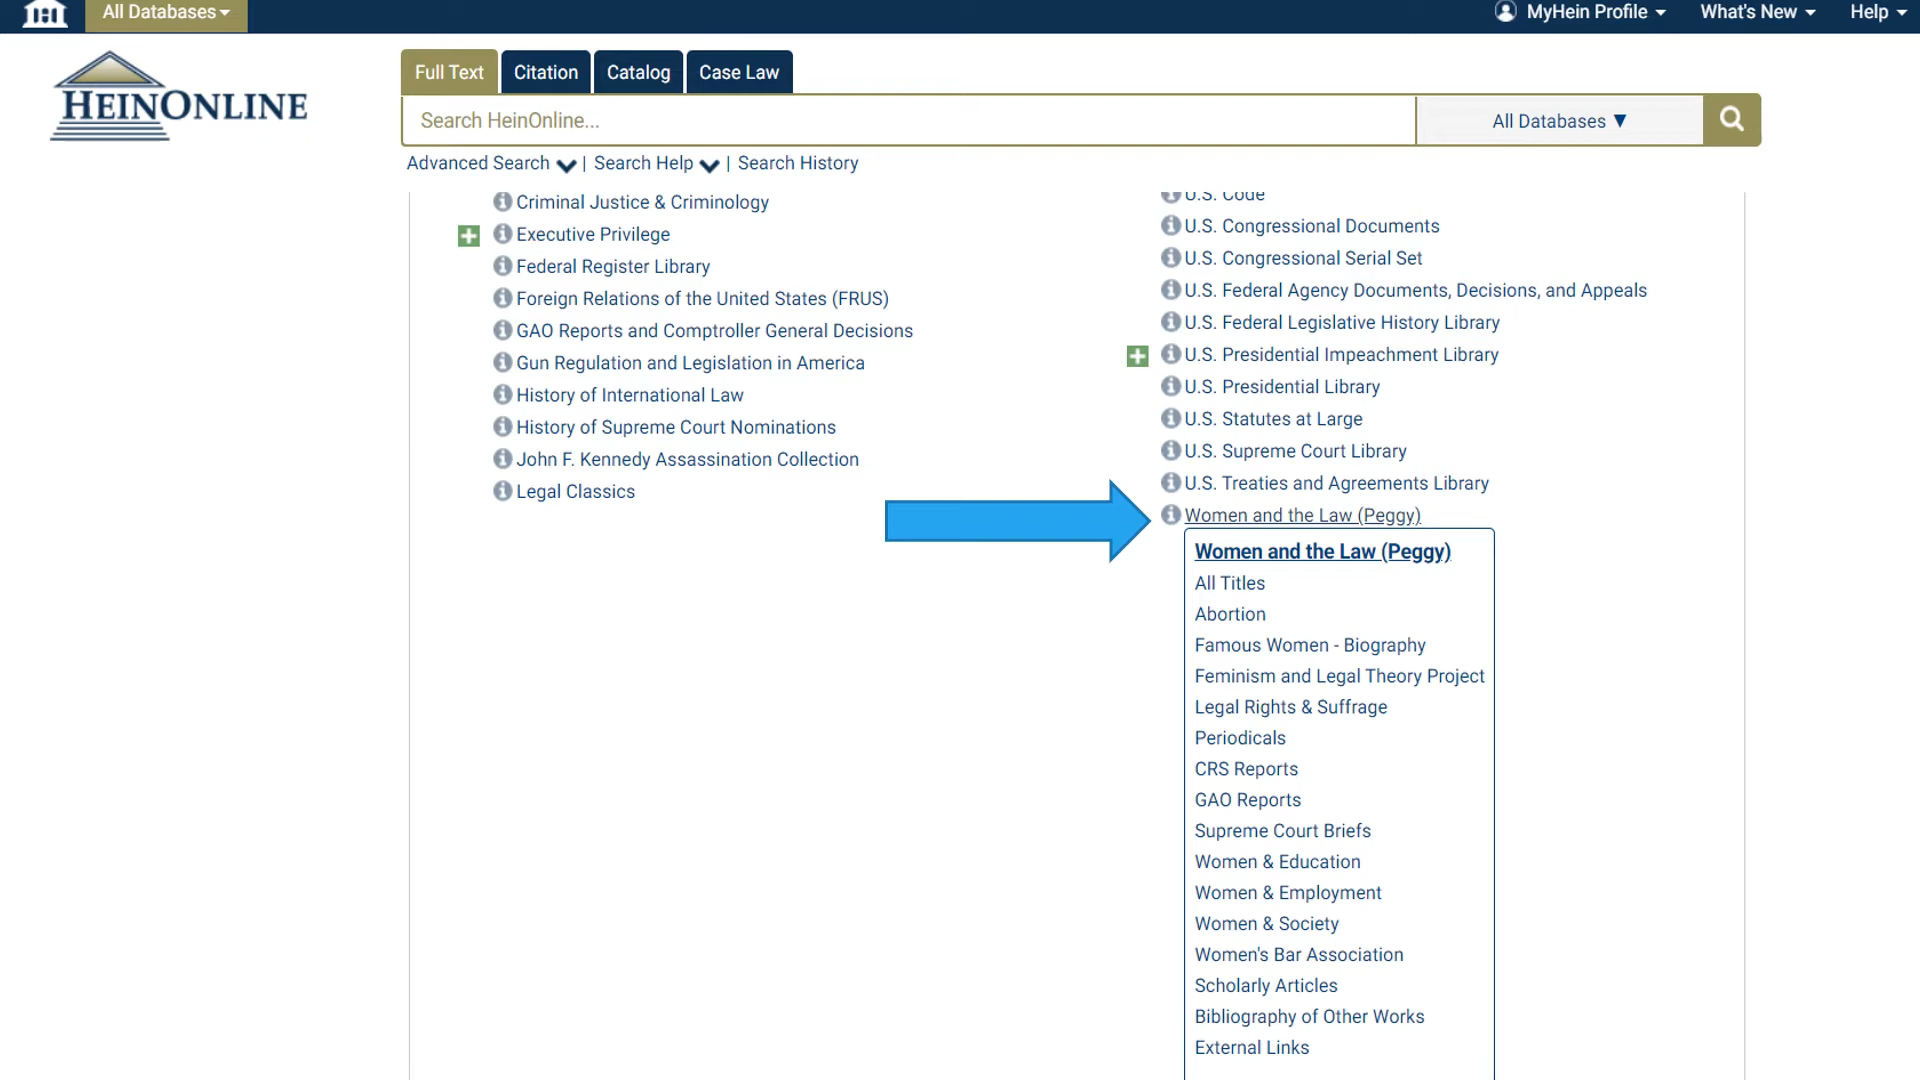 All Databases
MyHein Profile
What's New
Help
HEINONLINE
Full Text
Citation
Catalog
Case Law
Search HeinOnline...
All Databases ▼
Advanced Search | Search Help | Search History
Criminal Justice & Criminology
Executive Privilege
Federal Register Library
Foreign Relations of the United States (FRUS)
GAO Reports and Comptroller General Decisions
Gun Regulation and Legislation in America
History of International Law
History of Supreme Court Nominations
John F. Kennedy Assassination Collection
Legal Classics
U.S. Code
U.S. Congressional Documents
U.S. Congressional Serial Set
U.S. Federal Agency Documents, Decisions, and Appeals
U.S. Federal Legislative History Library
U.S. Presidential Impeachment Library
U.S. Presidential Library
U.S. Statutes at Large
U.S. Supreme Court Library
U.S. Treaties and Agreements Library
Women and the Law (Peggy)
Women and the Law (Peggy)
All Titles
Abortion
Famous Women - Biography
Feminism and Legal Theory Project
Legal Rights & Suffrage
Periodicals
CRS Reports
GAO Reports
Supreme Court Briefs
Women & Education
Women & Employment
Women & Society
Women's Bar Association
Scholarly Articles
Bibliography of Other Works
External Links